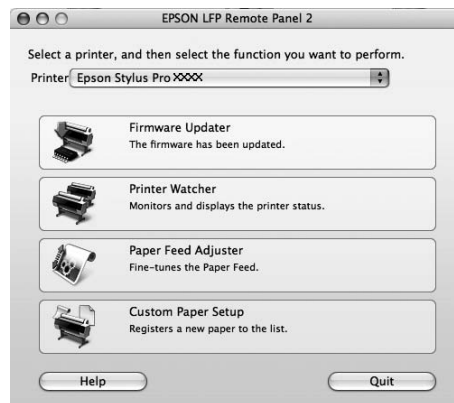 EPSON LFP Remote Panel 2
Select a printer, and then select the function you want to perform.
Printer Epson Stylus Pro XXXX
Firmware Updater
The firmware has been updated.
Printer Watcher
Monitors and displays the printer status.
Paper Feed Adjuster
Fine-tunes the Paper Feed.
Custom Paper Setup
Registers a new paper to the list.
Help Quit